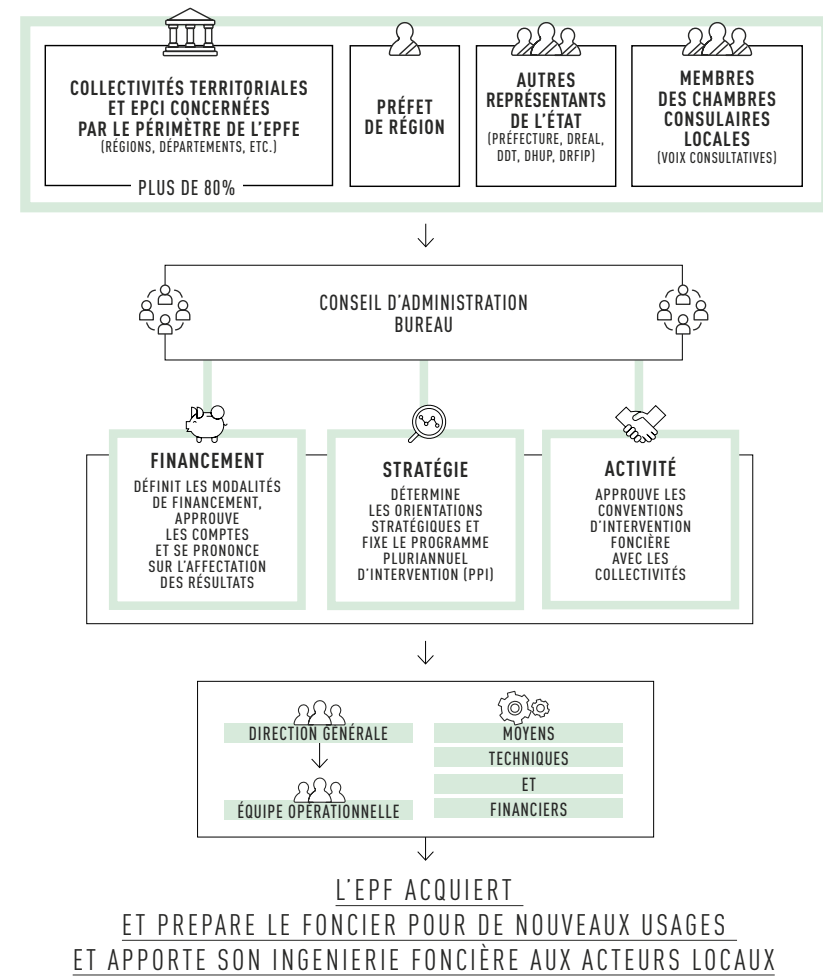 COLLECTIVITÉS TERRITORIALES
ET EPCI CONCERNÉES
PAR LE PÉRIMÈTRE DE L'EPFE
(RÉGIONS, DÉPARTEMENTS, ETC.)
PLUS DE 80%
PRÉFET
DE RÉGION
AUTRES
REPRÉSENTANTS
DE L'ÉTAT
(PRÉFECTURE, DREAL,
DDT, DHUP, DRFIP)
MEMBRES
DES CHAMBRES
CONSULAIRES
LOCALES
(VOIX CONSULTATIVES)
CONSEIL D'ADMINISTRATION
BUREAU
FINANCEMENT
DÉFINIT LES MODALITÉS
DE FINANCEMENT,
APPROUVE
LES COMPTES
ET SE PRONONCE
SUR L'AFFECTATION
DES RÉSULTATS
STRATÉGIE
DÉTERMINE
LES ORIENTATIONS
STRATÉGIQUES ET
FIXE LE PROGRAMME
PLURIANNUEL
D'INTERVENTION (PPI)
ACTIVITÉ
APPROUVE LES
CONVENTIONS
D'INTERVENTION
FONCIÈRE
AVEC LES
COLLECTIVITÉS
DIRECTION GÉNÉRALE
ÉQUIPE OPÉRATIONNELLE
MOYENS
TECHNIQUES
ET
FINANCIERS
L'EPF ACQUIERT
ET PREPARE LE FONCIER POUR DE NOUVEAUX USAGES
ET APPORTE SON INGENIERIE FONCIÈRE AUX ACTEURS LOCAUX